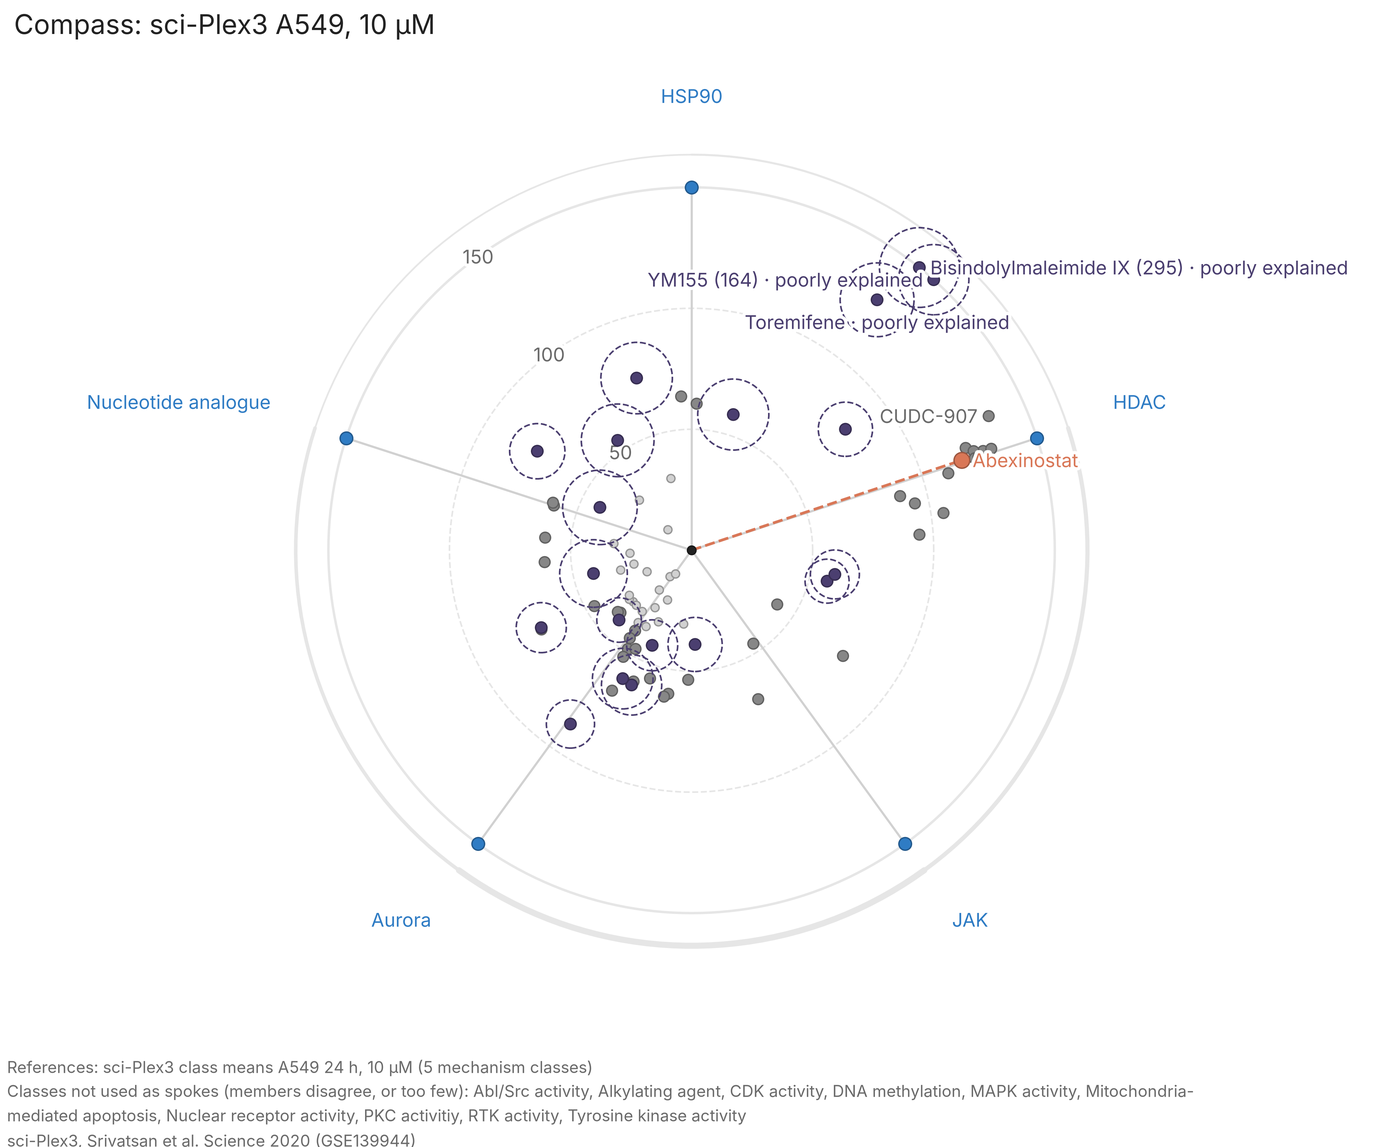 Compass: sci-Plex3 A549, 10 µM
HSP90
150
Bisindolylmaleimide IX (295) · poorly explained
YM155 (164) · poorly explained
Toremifene · poorly explained
100
Nucleotide analogue
HDAC
CUDC-907
50
Abexinostat
Aurora
JAK
References: sci-Plex3 class means A549 24 h, 10 µM (5 mechanism classes)
Classes not used as spokes (members disagree, or too few): Abl/Src activity, Alkylating agent, CDK activity, DNA methylation, MAPK activity, Mitochondria-
mediated apoptosis, Nuclear receptor activity, PKC activitiy, RTK activity, Tyrosine kinase activity
sci-Plex3, Srivatsan et al. Science 2020 (GSE139944)